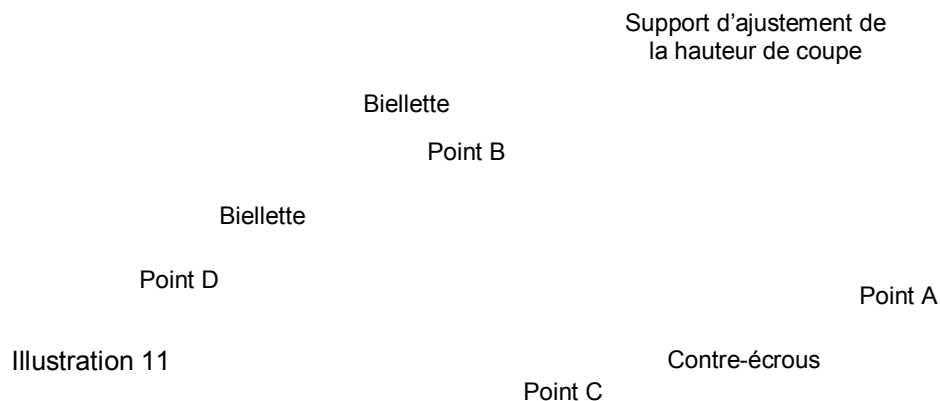 Support d’ajustement de
la hauteur de coupe
Biellette
Point B
Biellette
Point D
Point A
Illustration 11
Contre-écrous
Point C